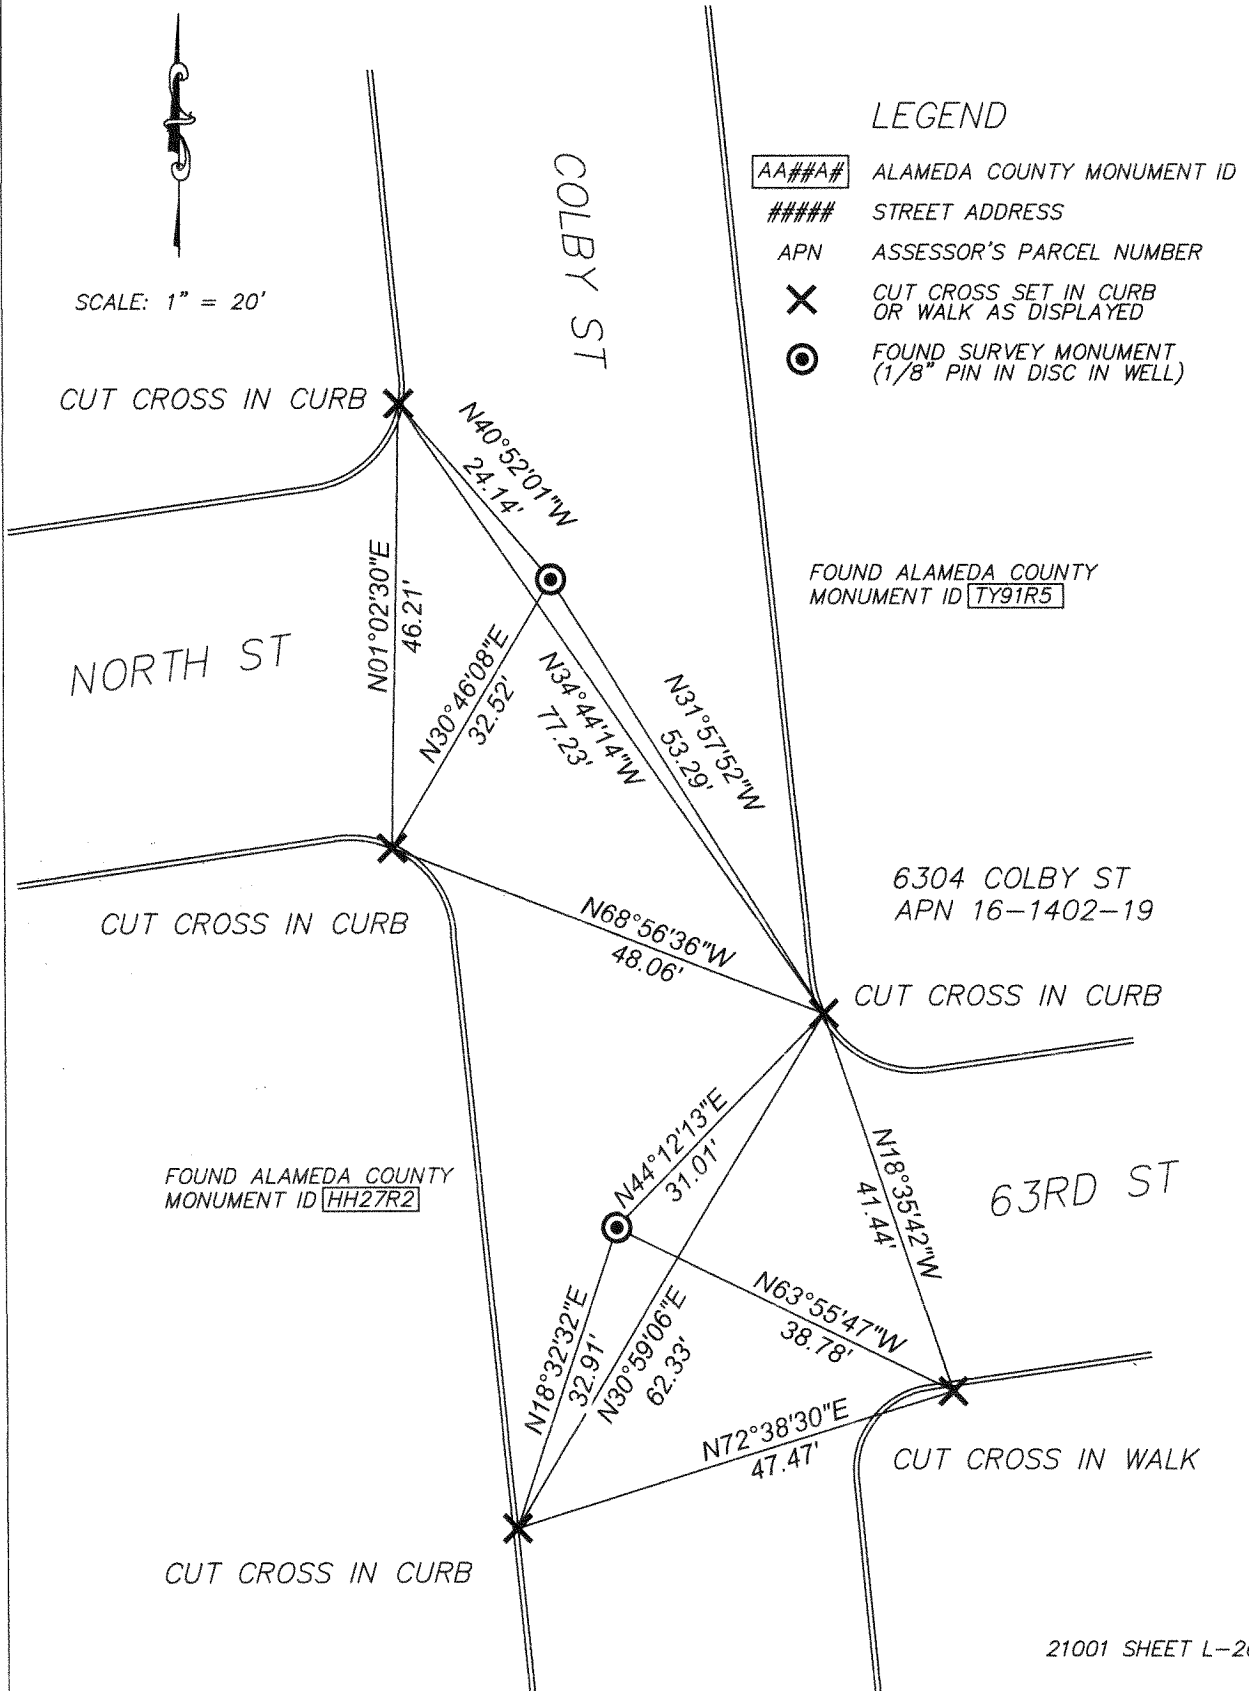 LEGEND
AA##A# ALAMEDA COUNTY MONUMENT ID
##### STREET ADDRESS
APN ASSESSOR'S PARCEL NUMBER
CUT CROSS SET IN CURB
OR WALK AS DISPLAYED
FOUND SURVEY MONUMENT
(1/8" PIN IN DISC IN WELL)
COLBY ST
SCALE: 1" = 20'
CUT CROSS IN CURB
N40°52'01"W
24.14'
N01°02'30"E
46.21'
FOUND ALAMEDA COUNTY
MONUMENT ID TY91R5
NORTH ST
N30°46'08"E
32.52'
N34°44'14"W
77.23'
N31°57'52"W
53.29'
6304 COLBY ST
APN 16-1402-19
CUT CROSS IN CURB
N68°56'36"W
48.06'
CUT CROSS IN CURB
N44°12'13"E
31.01'
N18°35'42"W
41.44'
FOUND ALAMEDA COUNTY
MONUMENT ID HH27R2
63RD ST
N63°55'47"W
38.78'
N18°32'32"E
32.91'
N30°59'06"E
62.33'
N72°38'30"E
47.47'
CUT CROSS IN WALK
CUT CROSS IN CURB
21001 SHEET